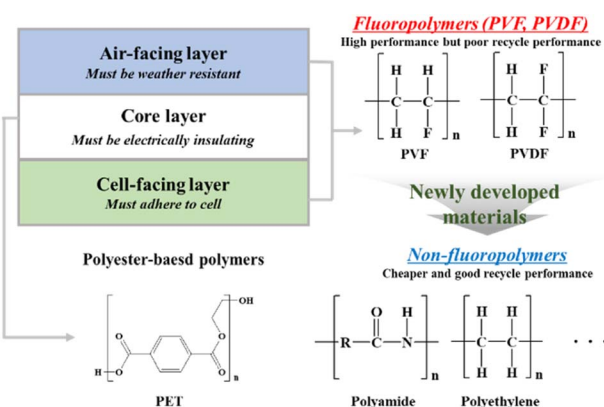 Air-facing layer
Must be weather resistant
Core layer
Must be electrically insulating
Cell-facing layer
Must adhere to cell
Fluoropolymers (PVF, PVDF)
High performance but poor recycle performance
H H
C C
H F
n
PVF
H F
C C
H F
n
PVDF
Newly developed
materials
Non-fluoropolymers
Cheaper and good recycle performance
O H
R C N
n
Polyamide
H H
C C
H H
n
Polyethylene
· · ·
Polyester-baesd polymers
OH
O
O
H O
O
n
PET